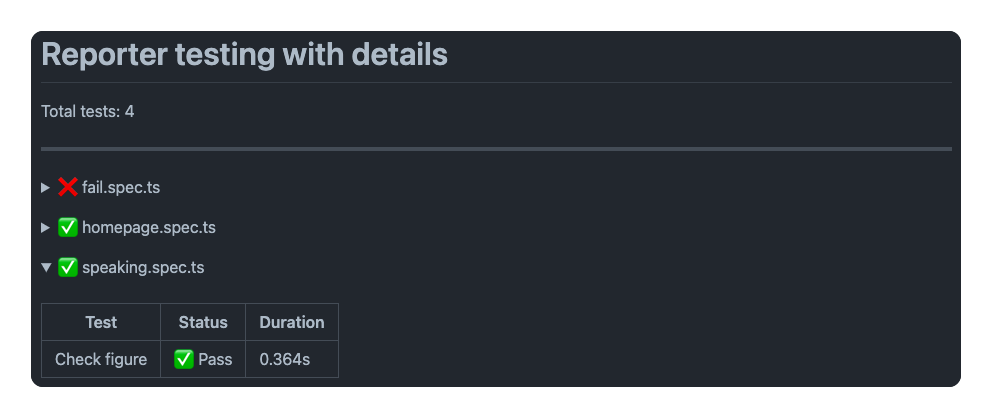 Reporter testing with details
Total tests: 4
▶ ❌ fail.spec.ts
▶ ✅ homepage.spec.ts
▼ ✅ speaking.spec.ts
Test Status Duration
Check figure ✅ Pass 0.364s